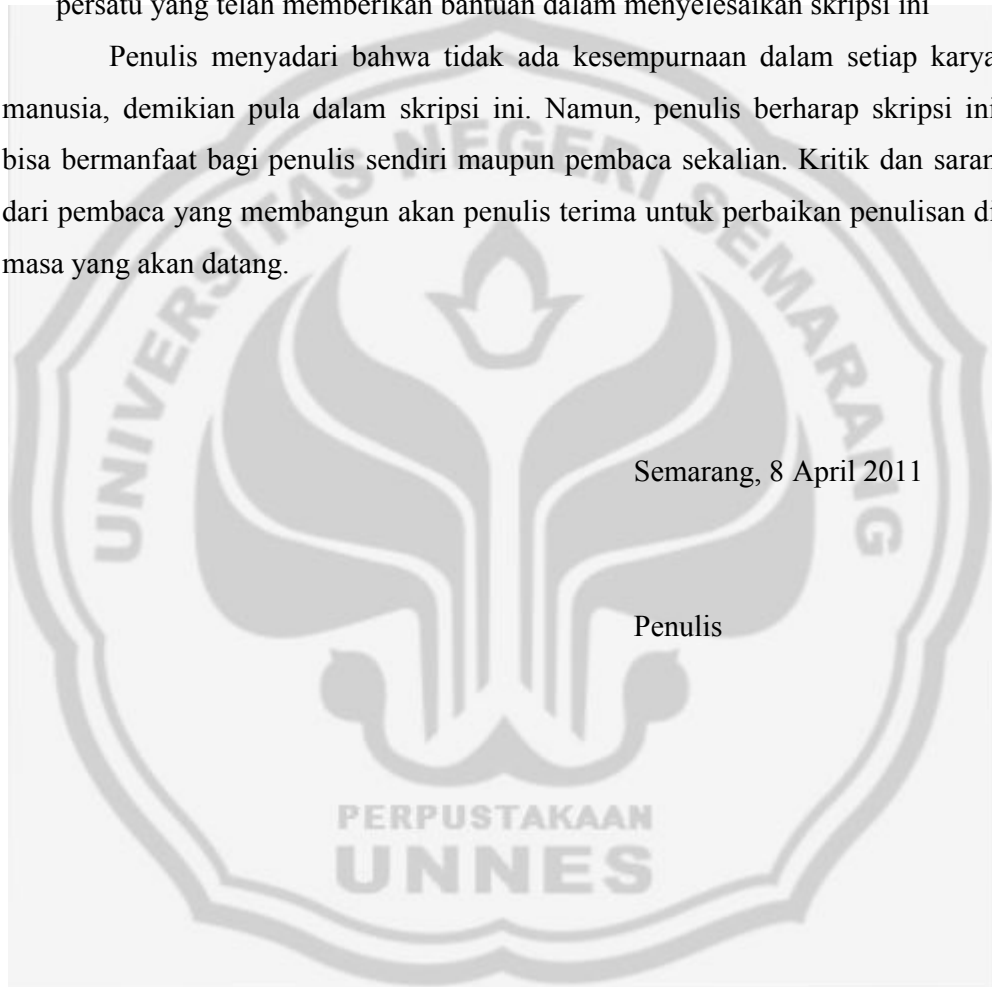 persatu yang telah memberikan bantuan dalam menyelesaikan skripsi ini
Penulis menyadari bahwa tidak ada kesempurnaan dalam setiap karya
manusia, demikian pula dalam skripsi ini. Namun, penulis berharap skripsi ini
bisa bermanfaat bagi penulis sendiri maupun pembaca sekalian. Kritik dan saran
dari pembaca yang membangun akan penulis terima untuk perbaikan penulisan di
masa yang akan datang.
UNIVERSITAS NEGERI SEMARANG
Semarang, 8 April 2011
Penulis
PERPUSTAKAAN
UNNES